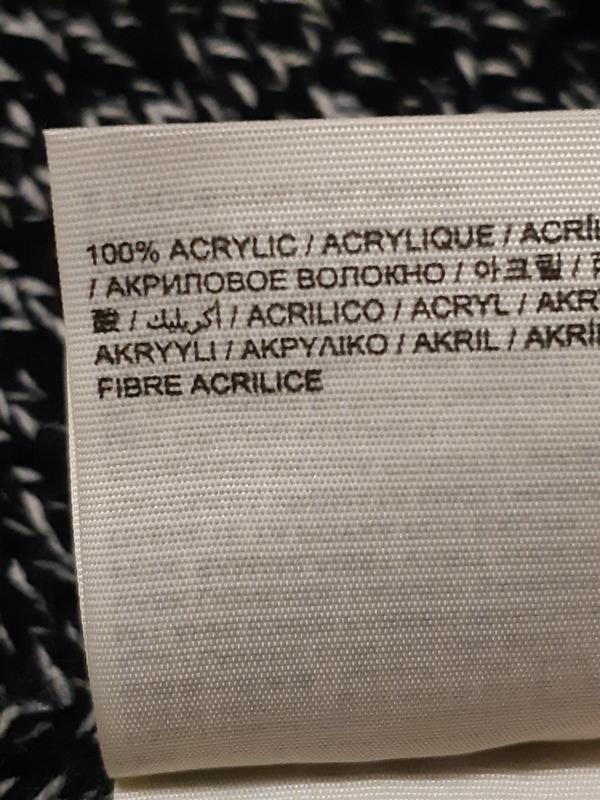 100% ACRYLIC / ACRYLIQUE /
/ АКРИЛОВОЕ ВОЛОКНО / 아크릴 /
酸 / أكريليك / ACRILICO / ACRYL /
AKRYYLI / ΑΚΡΥΛΙΚΟ / AKRIL /
FIBRE ACRILICE